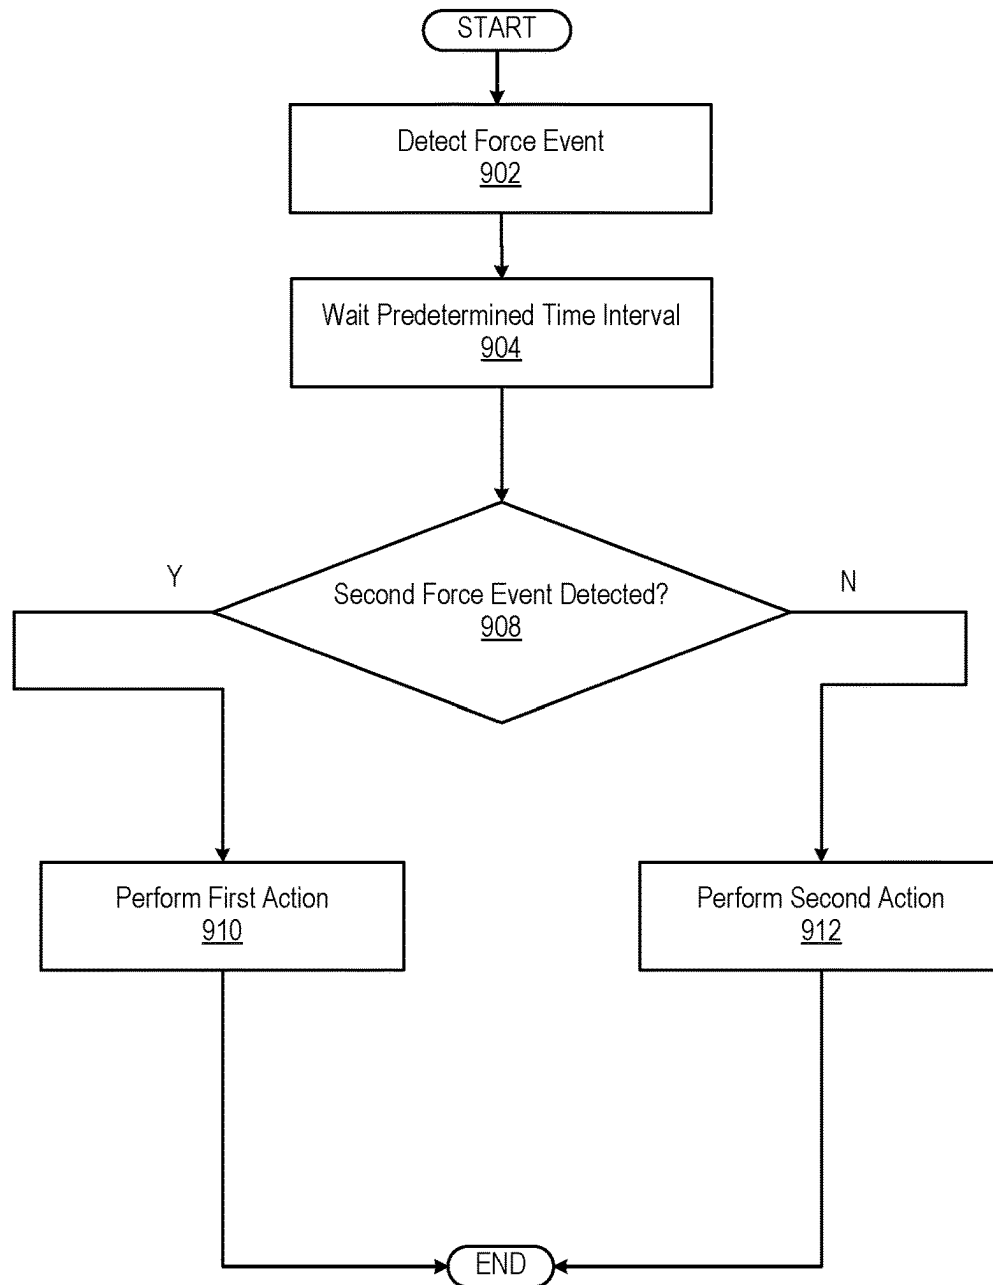 START
Detect Force Event
902
Wait Predetermined Time Interval
904
Y
N
Second Force Event Detected?
908
Perform First Action
910
Perform Second Action
912
END